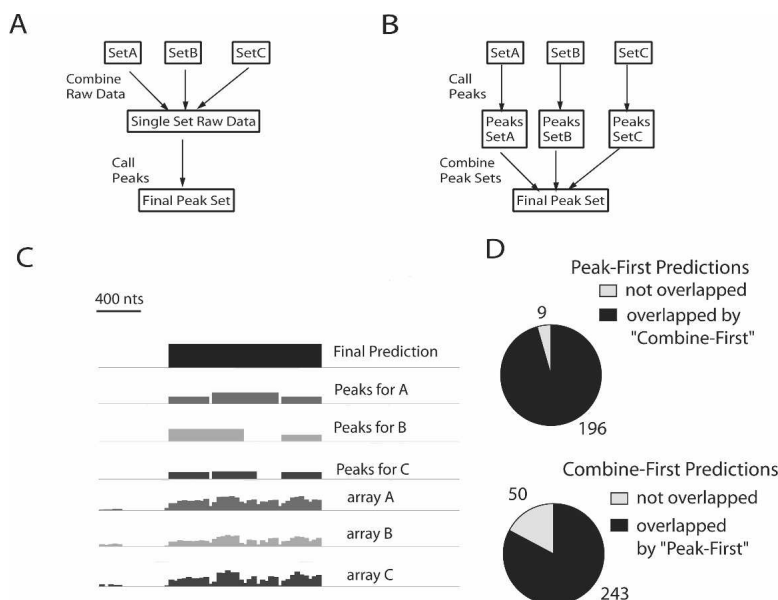 A
SetA
SetB
SetC
Combine
Raw Data
Single Set Raw Data
Call
Peaks
Final Peak Set
B
SetA
SetB
SetC
Call
Peaks
Peaks
SetA
Peaks
SetB
Peaks
SetC
Combine
Peak Sets
Final Peak Set
C
400 nts
Final Prediction
Peaks for A
Peaks for B
Peaks for C
array A
array B
array C
D
Peak-First Predictions
not overlapped
overlapped by
"Combine-First"
9
196
Combine-First Predictions
not overlapped
overlapped
by "Peak-First"
50
243